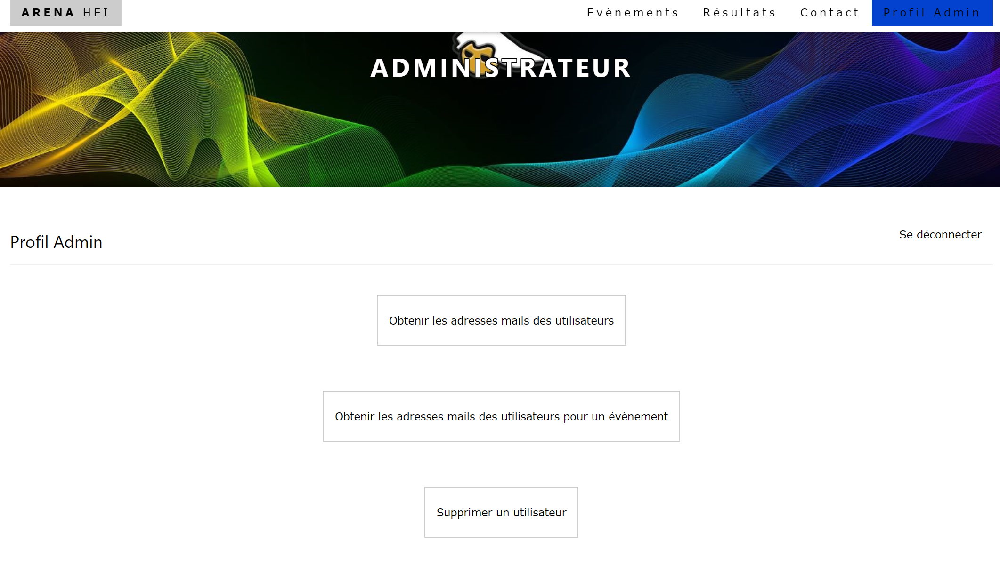 ARENA HEI
Evènements
Résultats
Contact
Profil Admin
ADMINISTRATEUR
Profil Admin
Se déconnecter
Obtenir les adresses mails des utilisateurs
Obtenir les adresses mails des utilisateurs pour un évènement
Supprimer un utilisateur